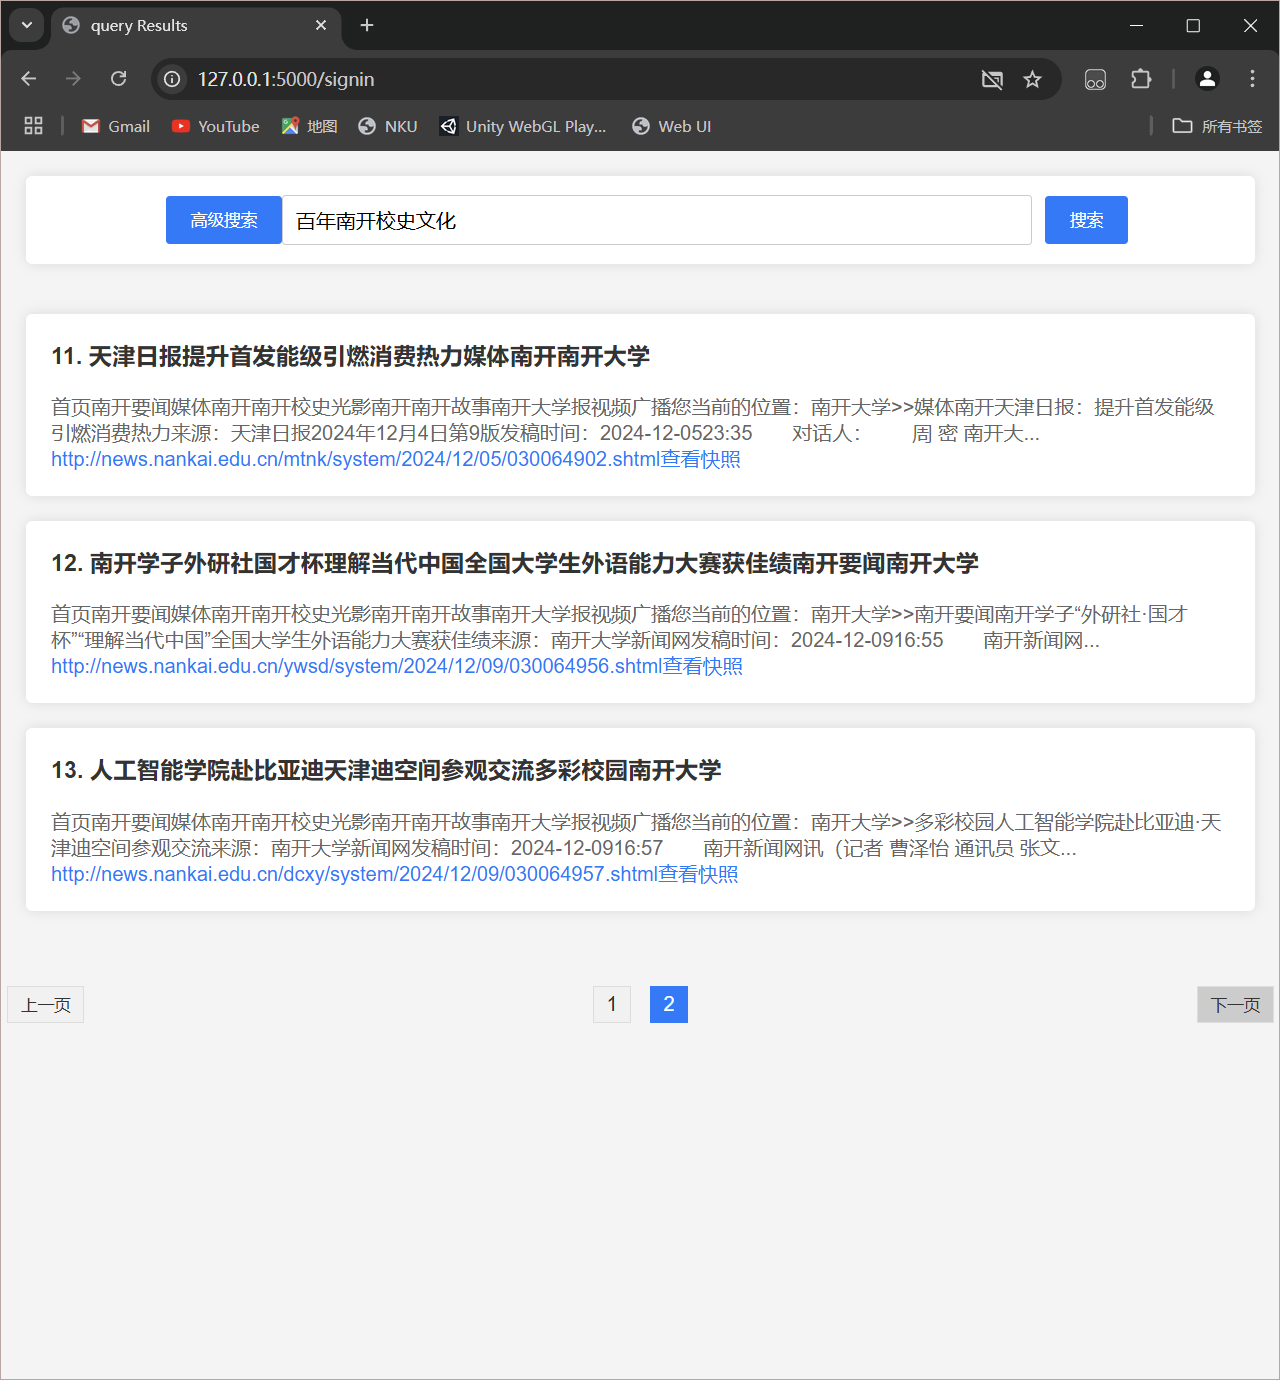 query Results
127.0.0.1:5000/signin
Gmail YouTube 地图 NKU Unity WebGL Play... Web UI 所有书签
高级搜索 百年南开校史文化 搜索
11. 天津日报提升首发能级引燃消费热力媒体南开南开大学
首页南开要闻媒体南开南开校史光影南开南开故事南开大学报视频广播您当前的位置：南开大学>>媒体南开天津日报：提升首发能级
引燃消费热力来源：天津日报2024年12月4日第9版发稿时间：2024-12-0523:35 对话人： 周 密 南开大...
http://news.nankai.edu.cn/mtnk/system/2024/12/05/030064902.shtml查看快照
12. 南开学子外研社国才杯理解当代中国全国大学生外语能力大赛获佳绩南开要闻南开大学
首页南开要闻媒体南开南开校史光影南开南开故事南开大学报视频广播您当前的位置：南开大学>>南开要闻南开学子“外研社·国才
杯”“理解当代中国”全国大学生外语能力大赛获佳绩来源：南开大学新闻网发稿时间：2024-12-0916:55 南开新闻网...
http://news.nankai.edu.cn/ywsd/system/2024/12/09/030064956.shtml查看快照
13. 人工智能学院赴比亚迪天津迪空间参观交流多彩校园南开大学
首页南开要闻媒体南开南开校史光影南开南开故事南开大学报视频广播您当前的位置：南开大学>>多彩校园人工智能学院赴比亚迪·天
津迪空间参观交流来源：南开大学新闻网发稿时间：2024-12-0916:57 南开新闻网讯（记者 曹泽怡 通讯员 张文...
http://news.nankai.edu.cn/dcxy/system/2024/12/09/030064957.shtml查看快照
上一页 1 2 下一页